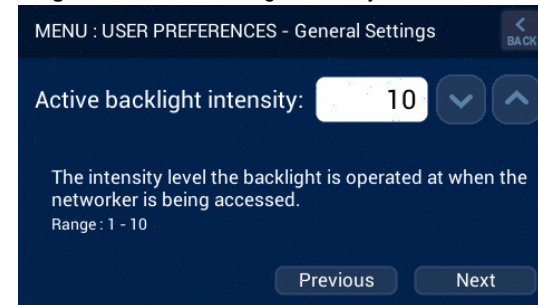 MENU : USER PREFERENCES - General Settings
BACK
Active backlight intensity: 10
The intensity level the backlight is operated at when the
networker is being accessed.
Range : 1 - 10
Previous Next